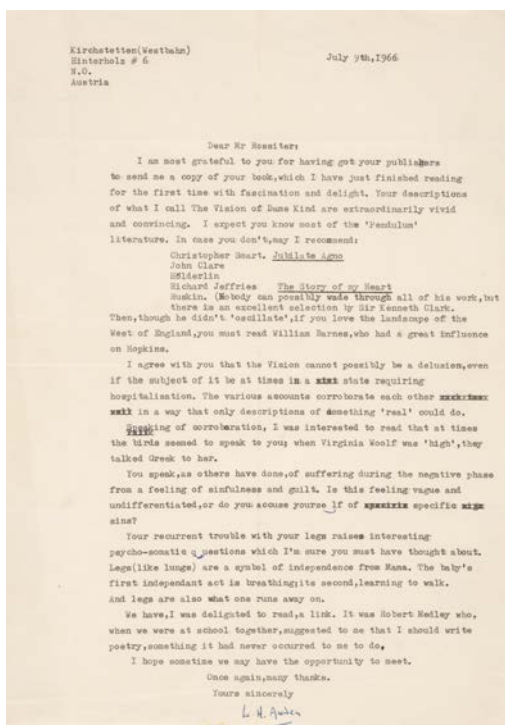 Kirchstetten(Westbahn)
Hinterholz # 6
N.O.
Austria
July 9th,1966
Dear Mr Rossiter:
I am most grateful to you for having got your publishers
to send me a copy of your book,which I have just finished reading
for the first time with fascination and delight. Your descriptions
of what I call The Vision of Dame Kind are extraordinarily vivid
and convincing. I expect you know most of the 'Pendulum'
literature. In case you don't,may I recommend:
Christopher Smart. Jubilate Agno
John Clare
Hölderlin
Richard Jeffries The Story of my Heart
Ruskin. (Nobody can possibly wade through all of his work,but
there is an excellent selection by Sir Kenneth Clark.
Then,though he didn't 'oscillate',if you love the landscape of the
West of England,you must read William Barnes,who had a great influence
on Hopkins.
I agree with you that the Vision cannot possibly be a delusion,even
if the subject of it be at times in a state requiring
hospitalisation. The various accounts corroborate each other
in a way that only descriptions of something 'real' could do.
Speaking of corroboration, I was interested to read that at times
the birds seemed to speak to you; when Virginia Woolf was 'high',they
talked Greek to her.
You speak,as others have done,of suffering during the negative phase
from a feeling of sinfulness and guilt. Is this feeling vague and
undifferentiated,or do you accuse yourse lf of specific
sins?
Your recurrent trouble with your legs raises interesting
psycho-somatic q uestions which I'm sure you must have thought about.
Legs(like lungs) are a symbol of independence from Mama. The baby's
first independant act is breathing;its second,learning to walk.
And legs are also what one runs away on.
We have,I was delighted to read,a link. It was Robert Medley who,
when we were at school together,suggested to me that I should write
poetry,something it had never occurred to me to do.
I hope sometime we may have the opportunity to meet.
Once again,many thanks.
Yours sincerely
W. H. Auden